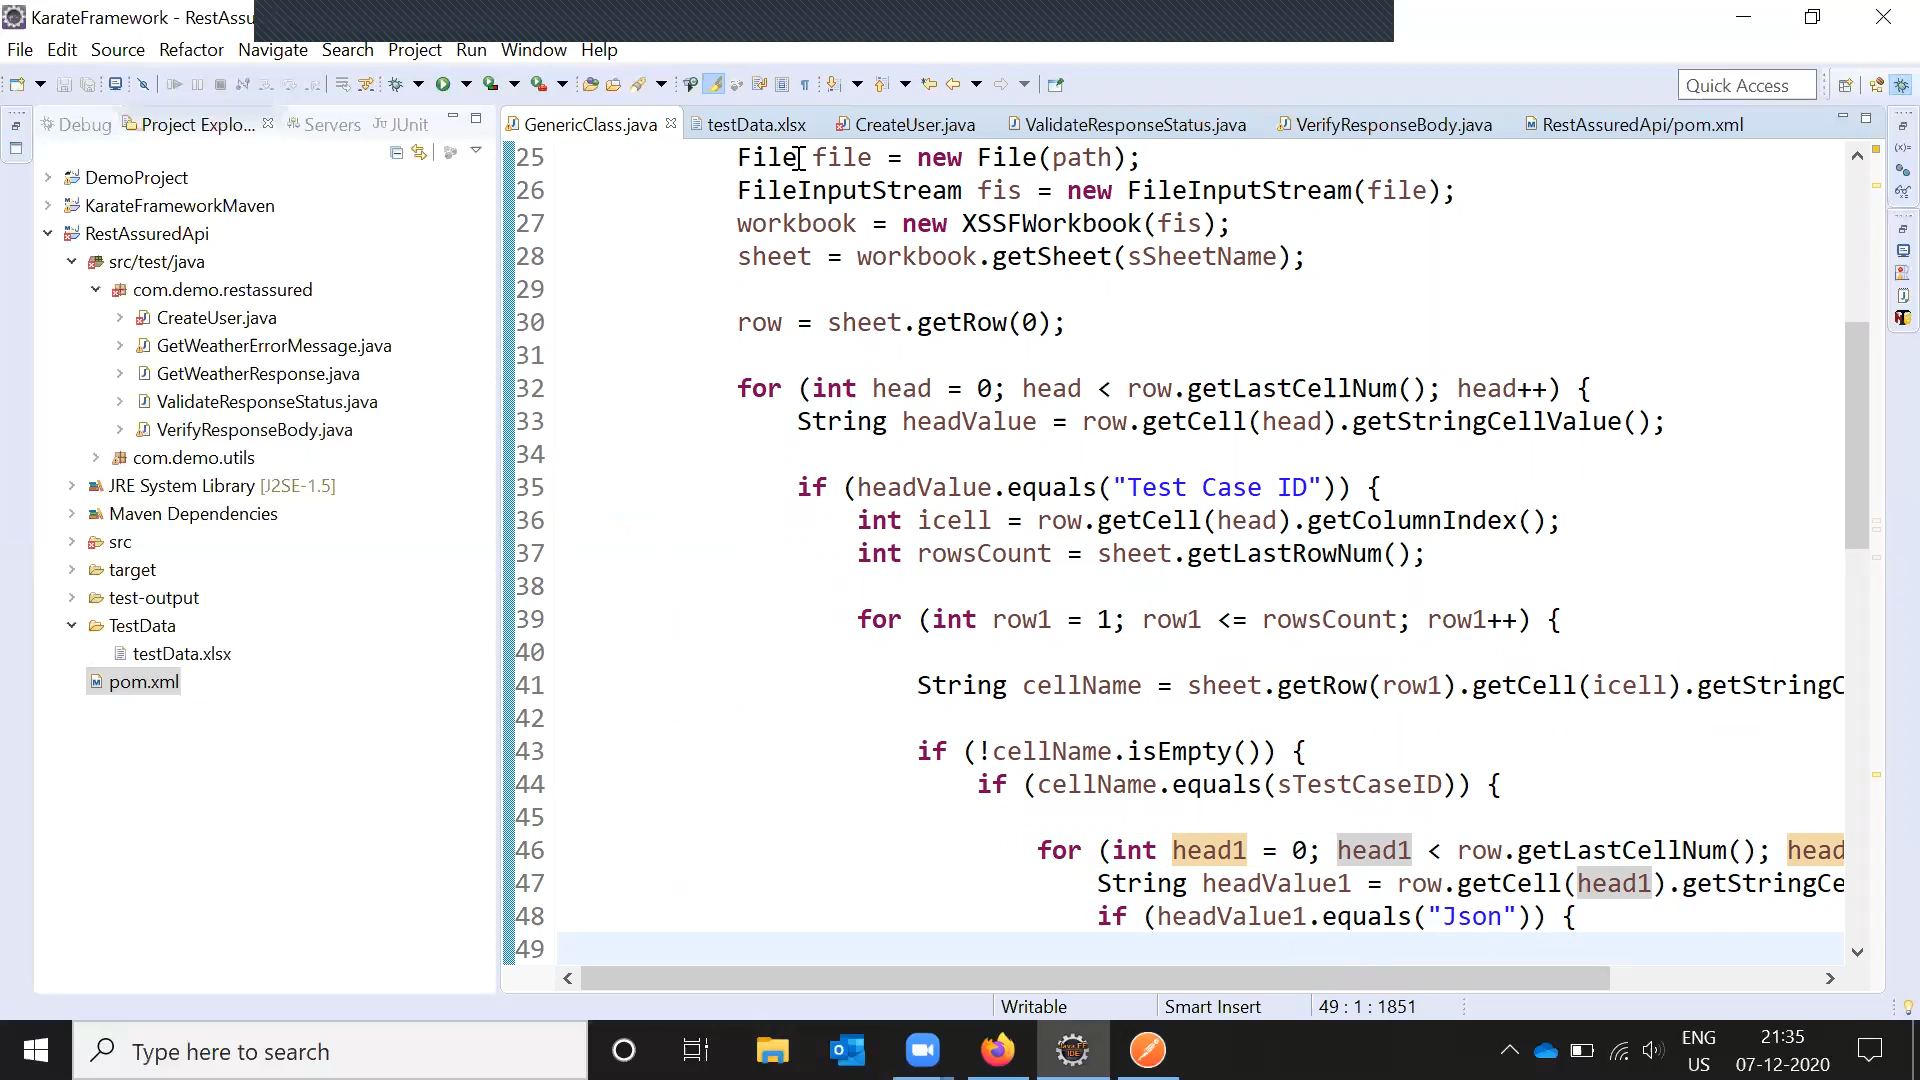 KarateFramework - RestAssu
File Edit Source Refactor Navigate Search Project Run Window Help
Quick Access
Debug Project Explo... Servers JUnit
GenericClass.java testData.xlsx CreateUser.java ValidateResponseStatus.java VerifyResponseBody.java RestAssuredApi/pom.xml
DemoProject
KarateFrameworkMaven
RestAssuredApi
src/test/java
com.demo.restassured
CreateUser.java
GetWeatherErrorMessage.java
GetWeatherResponse.java
ValidateResponseStatus.java
VerifyResponseBody.java
com.demo.utils
JRE System Library [J2SE-1.5]
Maven Dependencies
src
target
test-output
TestData
testData.xlsx
pom.xml
25 File file = new File(path);
26 FileInputStream fis = new FileInputStream(file);
27 workbook = new XSSFWorkbook(fis);
28 sheet = workbook.getSheet(sSheetName);
29
30 row = sheet.getRow(0);
31
32 for (int head = 0; head < row.getLastCellNum(); head++) {
33 String headValue = row.getCell(head).getStringCellValue();
34
35 if (headValue.equals("Test Case ID")) {
36 int icell = row.getCell(head).getColumnIndex();
37 int rowsCount = sheet.getLastRowNum();
38
39 for (int row1 = 1; row1 <= rowsCount; row1++) {
40
41 String cellName = sheet.getRow(row1).getCell(icell).getStringC
42
43 if (!cellName.isEmpty()) {
44 if (cellName.equals(sTestCaseID)) {
45
46 for (int head1 = 0; head1 < row.getLastCellNum(); head
47 String headValue1 = row.getCell(head1).getStringCe
48 if (headValue1.equals("Json")) {
49
Writable Smart Insert 49 : 1 : 1851
Type here to search
ENG
US
21:35
07-12-2020